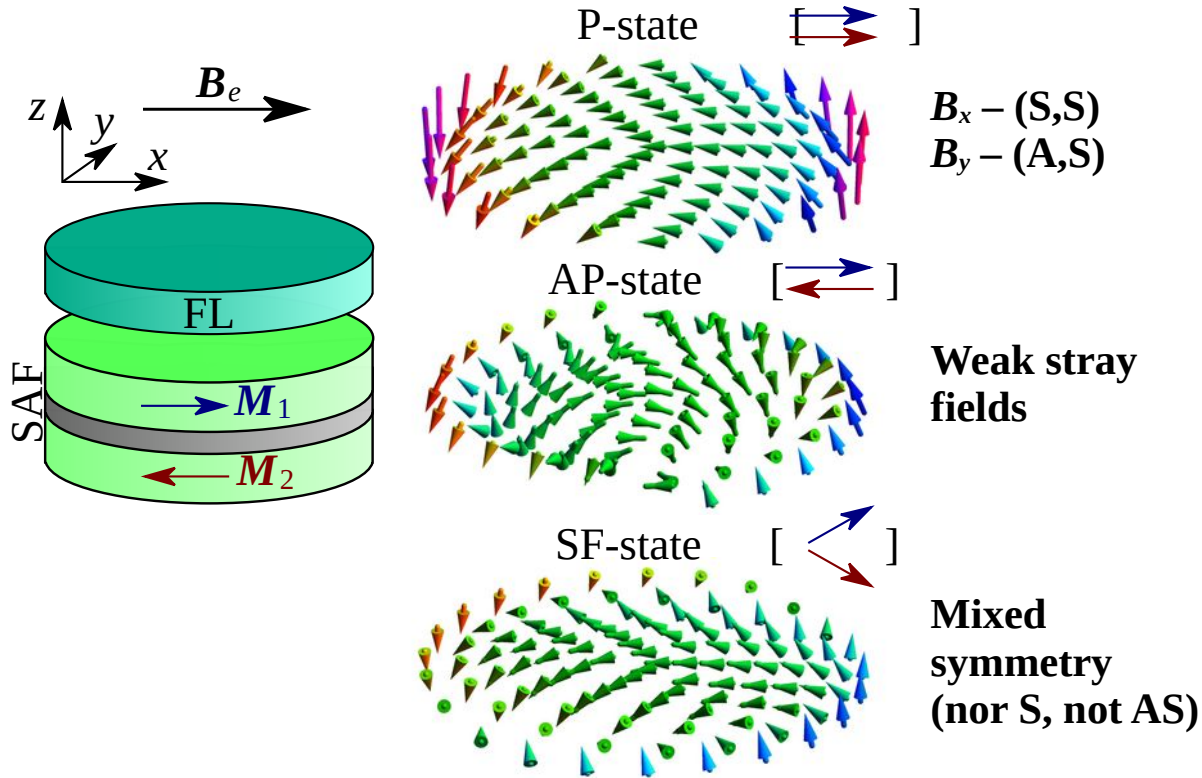 P-state [ ]
B_e
z
y
x
B_x – (S,S)
B_y – (A,S)
AP-state [ ]
FL
SAF
M_1
M_2
Weak stray
fields
SF-state [ ]
Mixed
symmetry
(nor S, not AS)